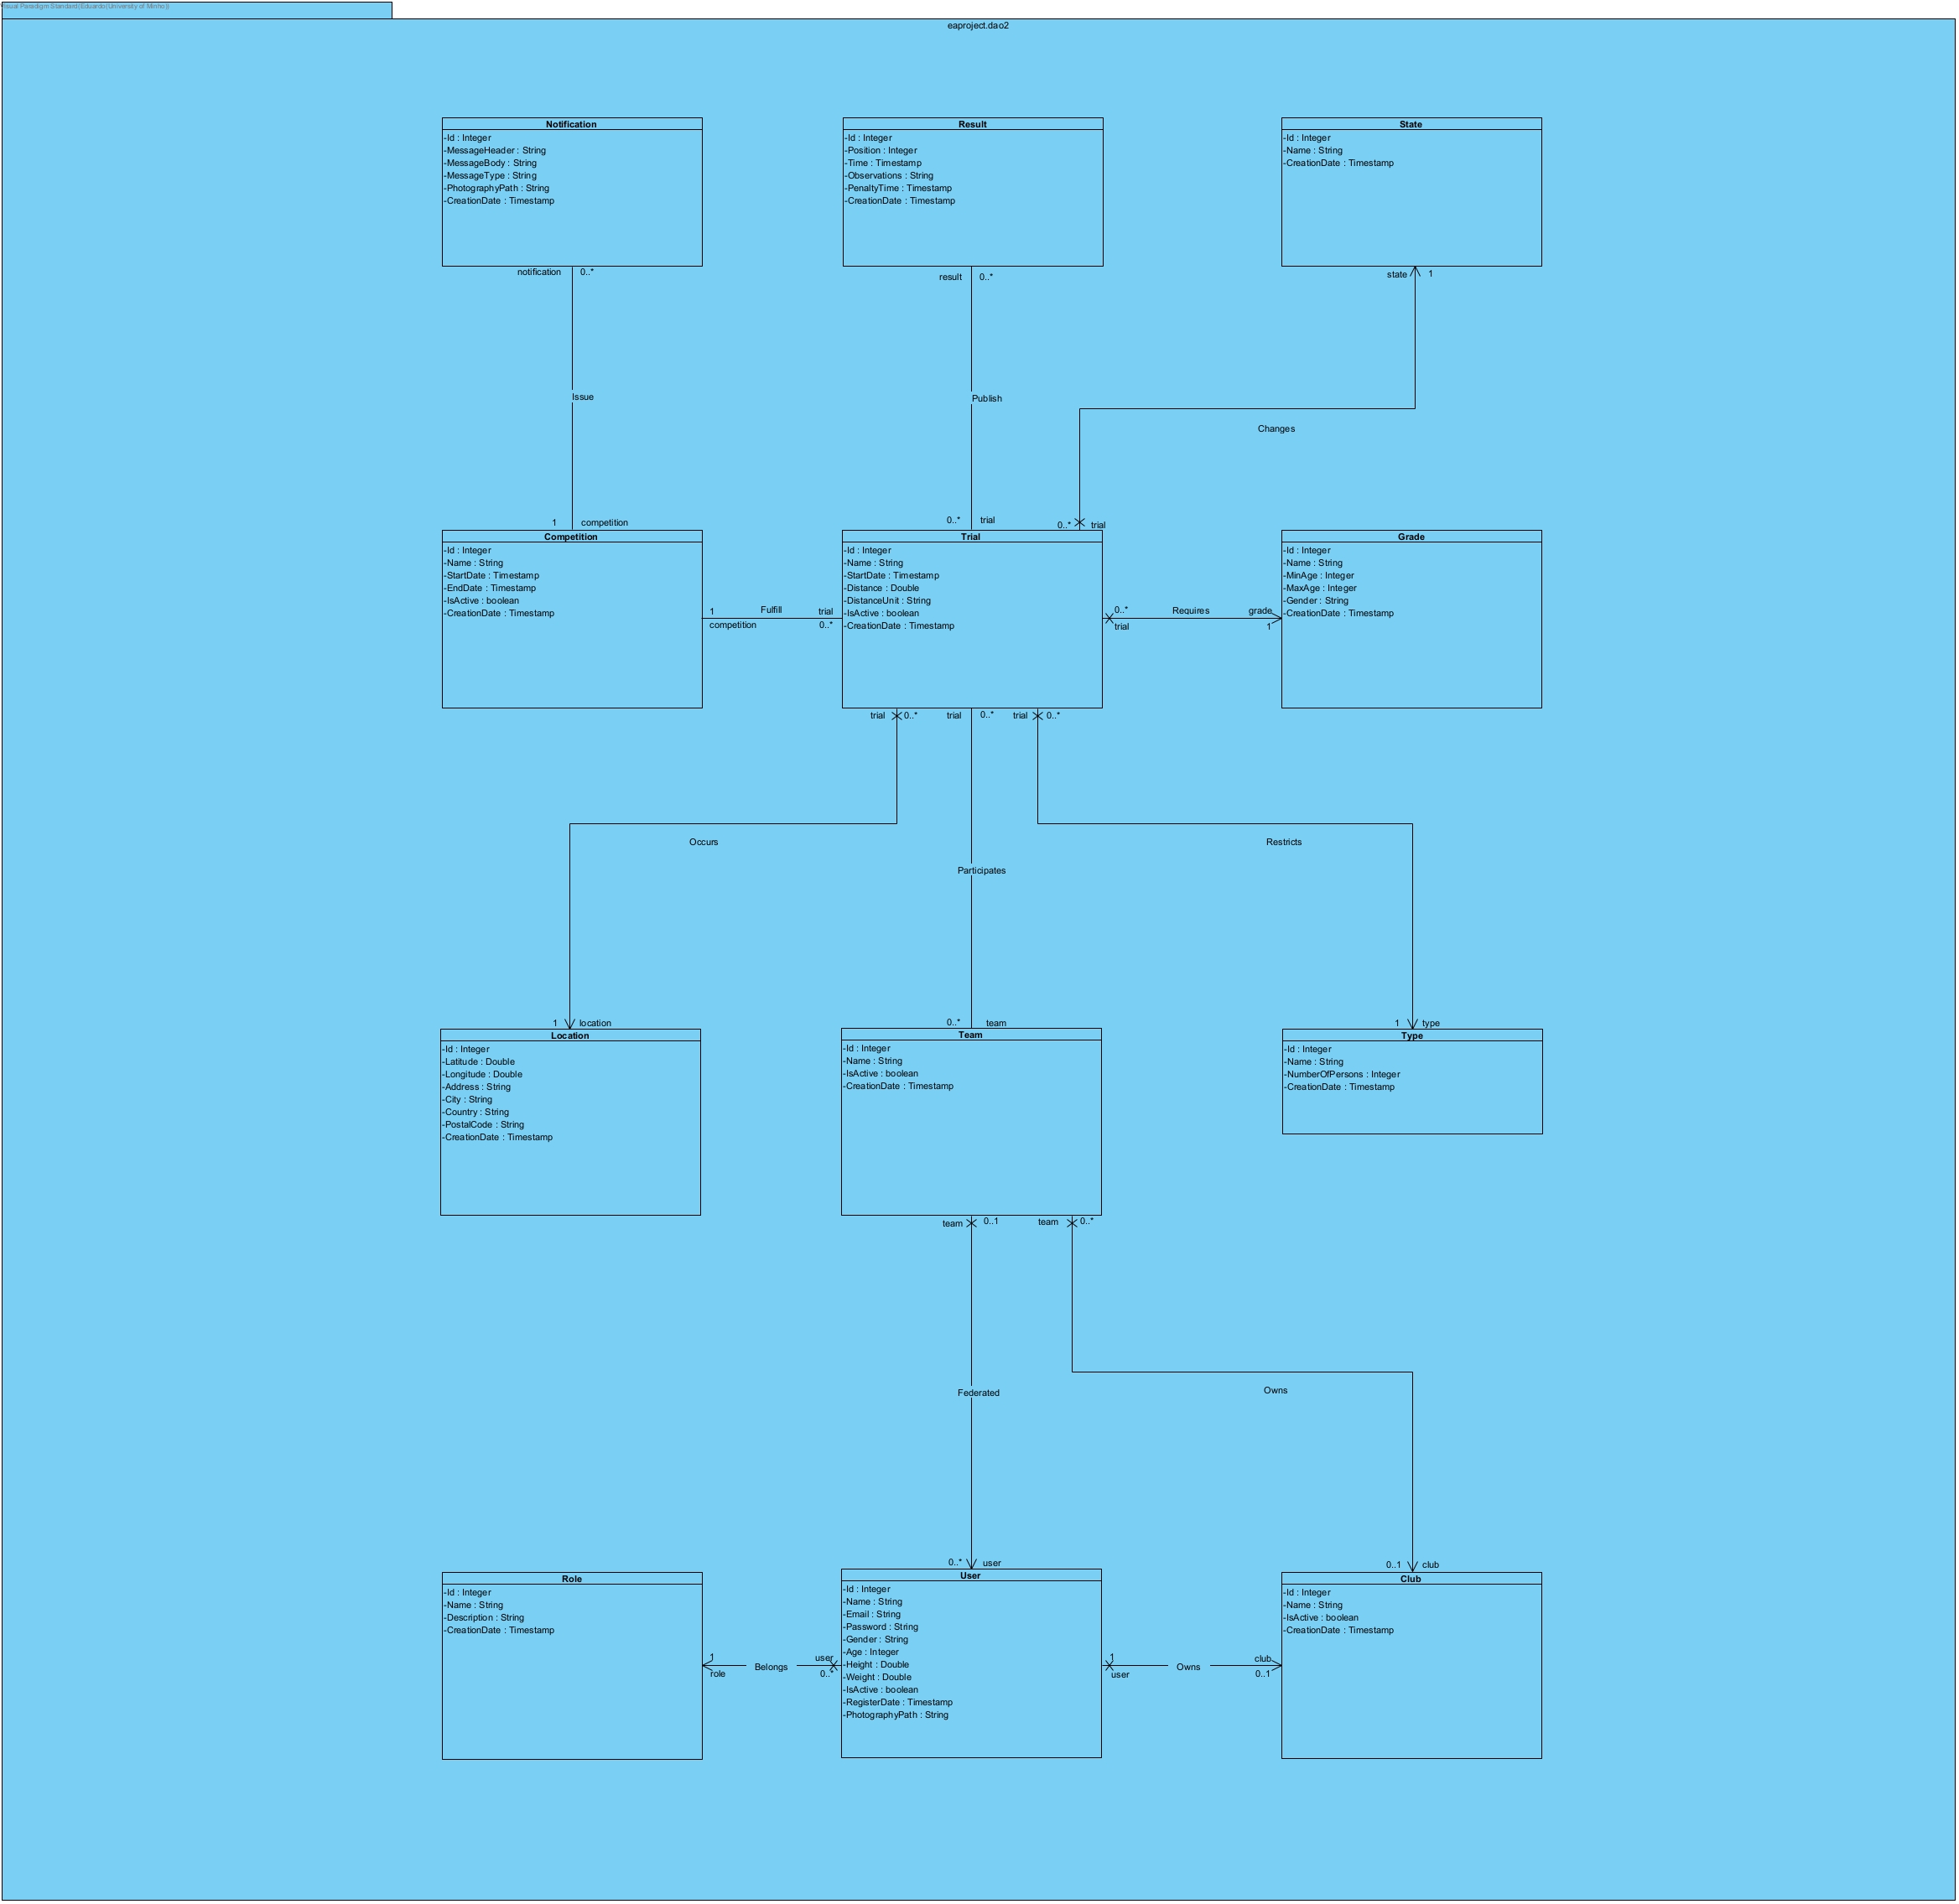 Visual Paradigm Standard(Eduardo(University of Minho))
eaproject.dao2
Notification
-Id : Integer
-MessageHeader : String
-MessageBody : String
-MessageType : String
-PhotographyPath : String
-CreationDate : Timestamp
Result
-Id : Integer
-Position : Integer
-Time : Timestamp
-Observations : String
-PenaltyTime : Timestamp
-CreationDate : Timestamp
State
-Id : Integer
-Name : String
-CreationDate : Timestamp
notification 0..*
result 0..*
state 1
Issue
Publish
Changes
1 competition
0..* trial
0..* trial
Competition
-Id : Integer
-Name : String
-StartDate : Timestamp
-EndDate : Timestamp
-IsActive : boolean
-CreationDate : Timestamp
1 Fulfill trial
competition 0..*
Trial
-Id : Integer
-Name : String
-StartDate : Timestamp
-Distance : Double
-DistanceUnit : String
-IsActive : boolean
-CreationDate : Timestamp
0..* Requires grade
trial 1
Grade
-Id : Integer
-Name : String
-MinAge : Integer
-MaxAge : Integer
-Gender : String
-CreationDate : Timestamp
trial 0..*
trial 0..*
trial 0..*
Occurs
Participates
Restricts
1 location
0..* team
1 type
Location
-Id : Integer
-Latitude : Double
-Longitude : Double
-Address : String
-City : String
-Country : String
-PostalCode : String
-CreationDate : Timestamp
Team
-Id : Integer
-Name : String
-IsActive : boolean
-CreationDate : Timestamp
Type
-Id : Integer
-Name : String
-NumberOfPersons : Integer
-CreationDate : Timestamp
team 0..1
team 0..*
Federated
Owns
0..* user
0..1 club
Role
-Id : Integer
-Name : String
-Description : String
-CreationDate : Timestamp
1 Belongs user
role 0..*
User
-Id : Integer
-Name : String
-Email : String
-Password : String
-Gender : String
-Age : Integer
-Height : Double
-Weight : Double
-IsActive : boolean
-RegisterDate : Timestamp
-PhotographyPath : String
1 Owns club
user 0..1
Club
-Id : Integer
-Name : String
-IsActive : boolean
-CreationDate : Timestamp